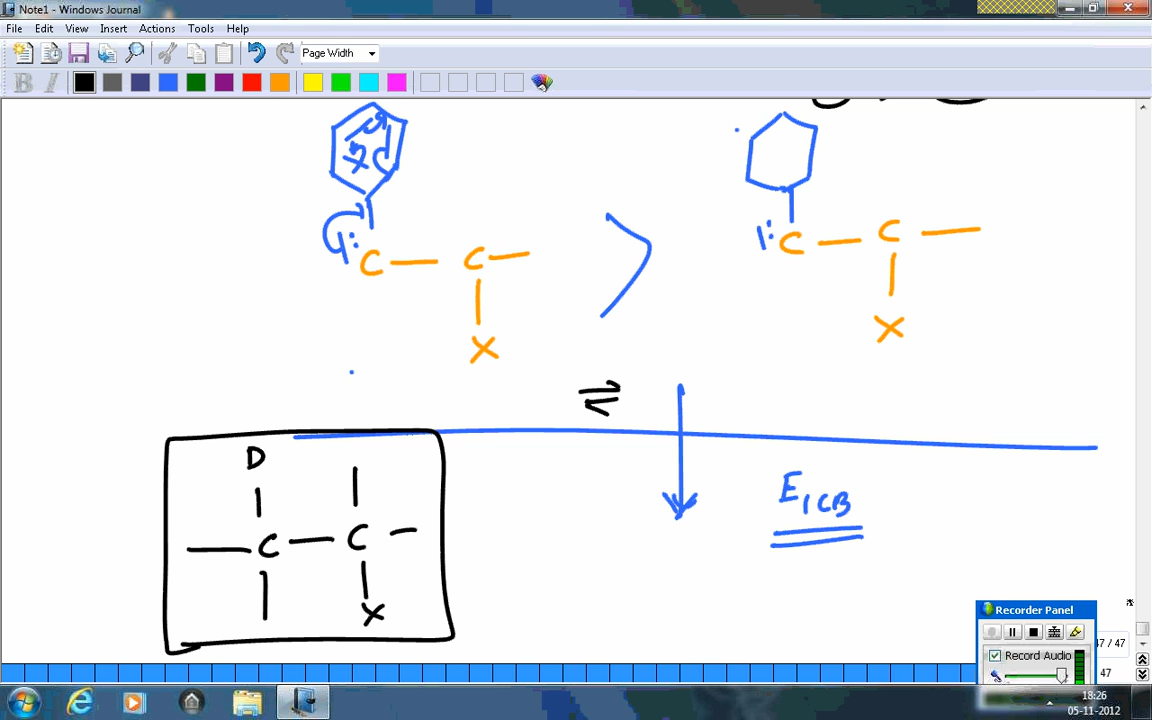 Note1 - Windows Journal
File Edit View Insert Actions Tools Help
Page Width
B I
C C
X
C C
X
D
C C
X
E1CB
Recorder Panel
Record Audio
47 / 47
47
18:26
05-11-2012